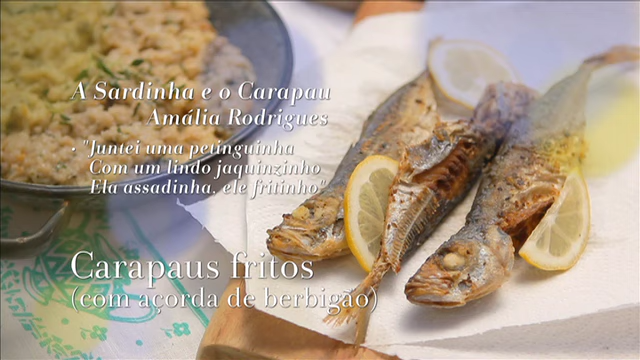 A Sardinha e o Carapau
Amália Rodrigues
· "Juntei uma petinguinha
Com um lindo jaquinzinho
Ela assadinha, ele fritinho"
Carapaus fritos
(com açorda de berbigão)